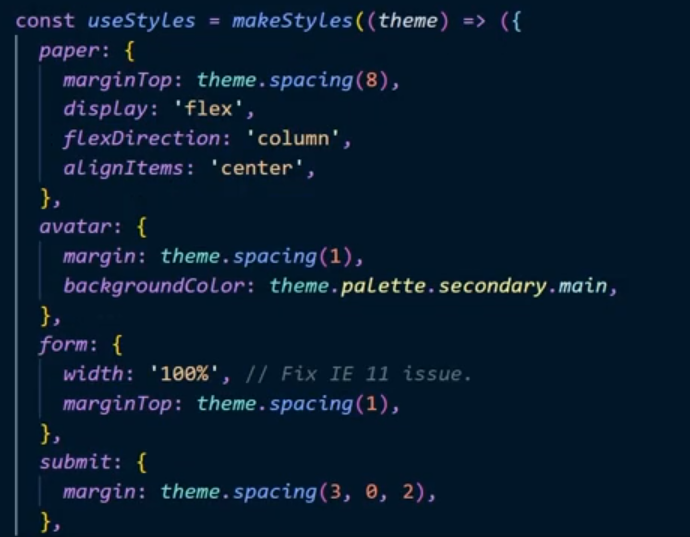 const useStyles = makeStyles((theme) => ({
  paper: {
    marginTop: theme.spacing(8),
    display: 'flex',
    flexDirection: 'column',
    alignItems: 'center',
  },
  avatar: {
    margin: theme.spacing(1),
    backgroundColor: theme.palette.secondary.main,
  },
  form: {
    width: '100%', // Fix IE 11 issue.
    marginTop: theme.spacing(1),
  },
  submit: {
    margin: theme.spacing(3, 0, 2),
  },